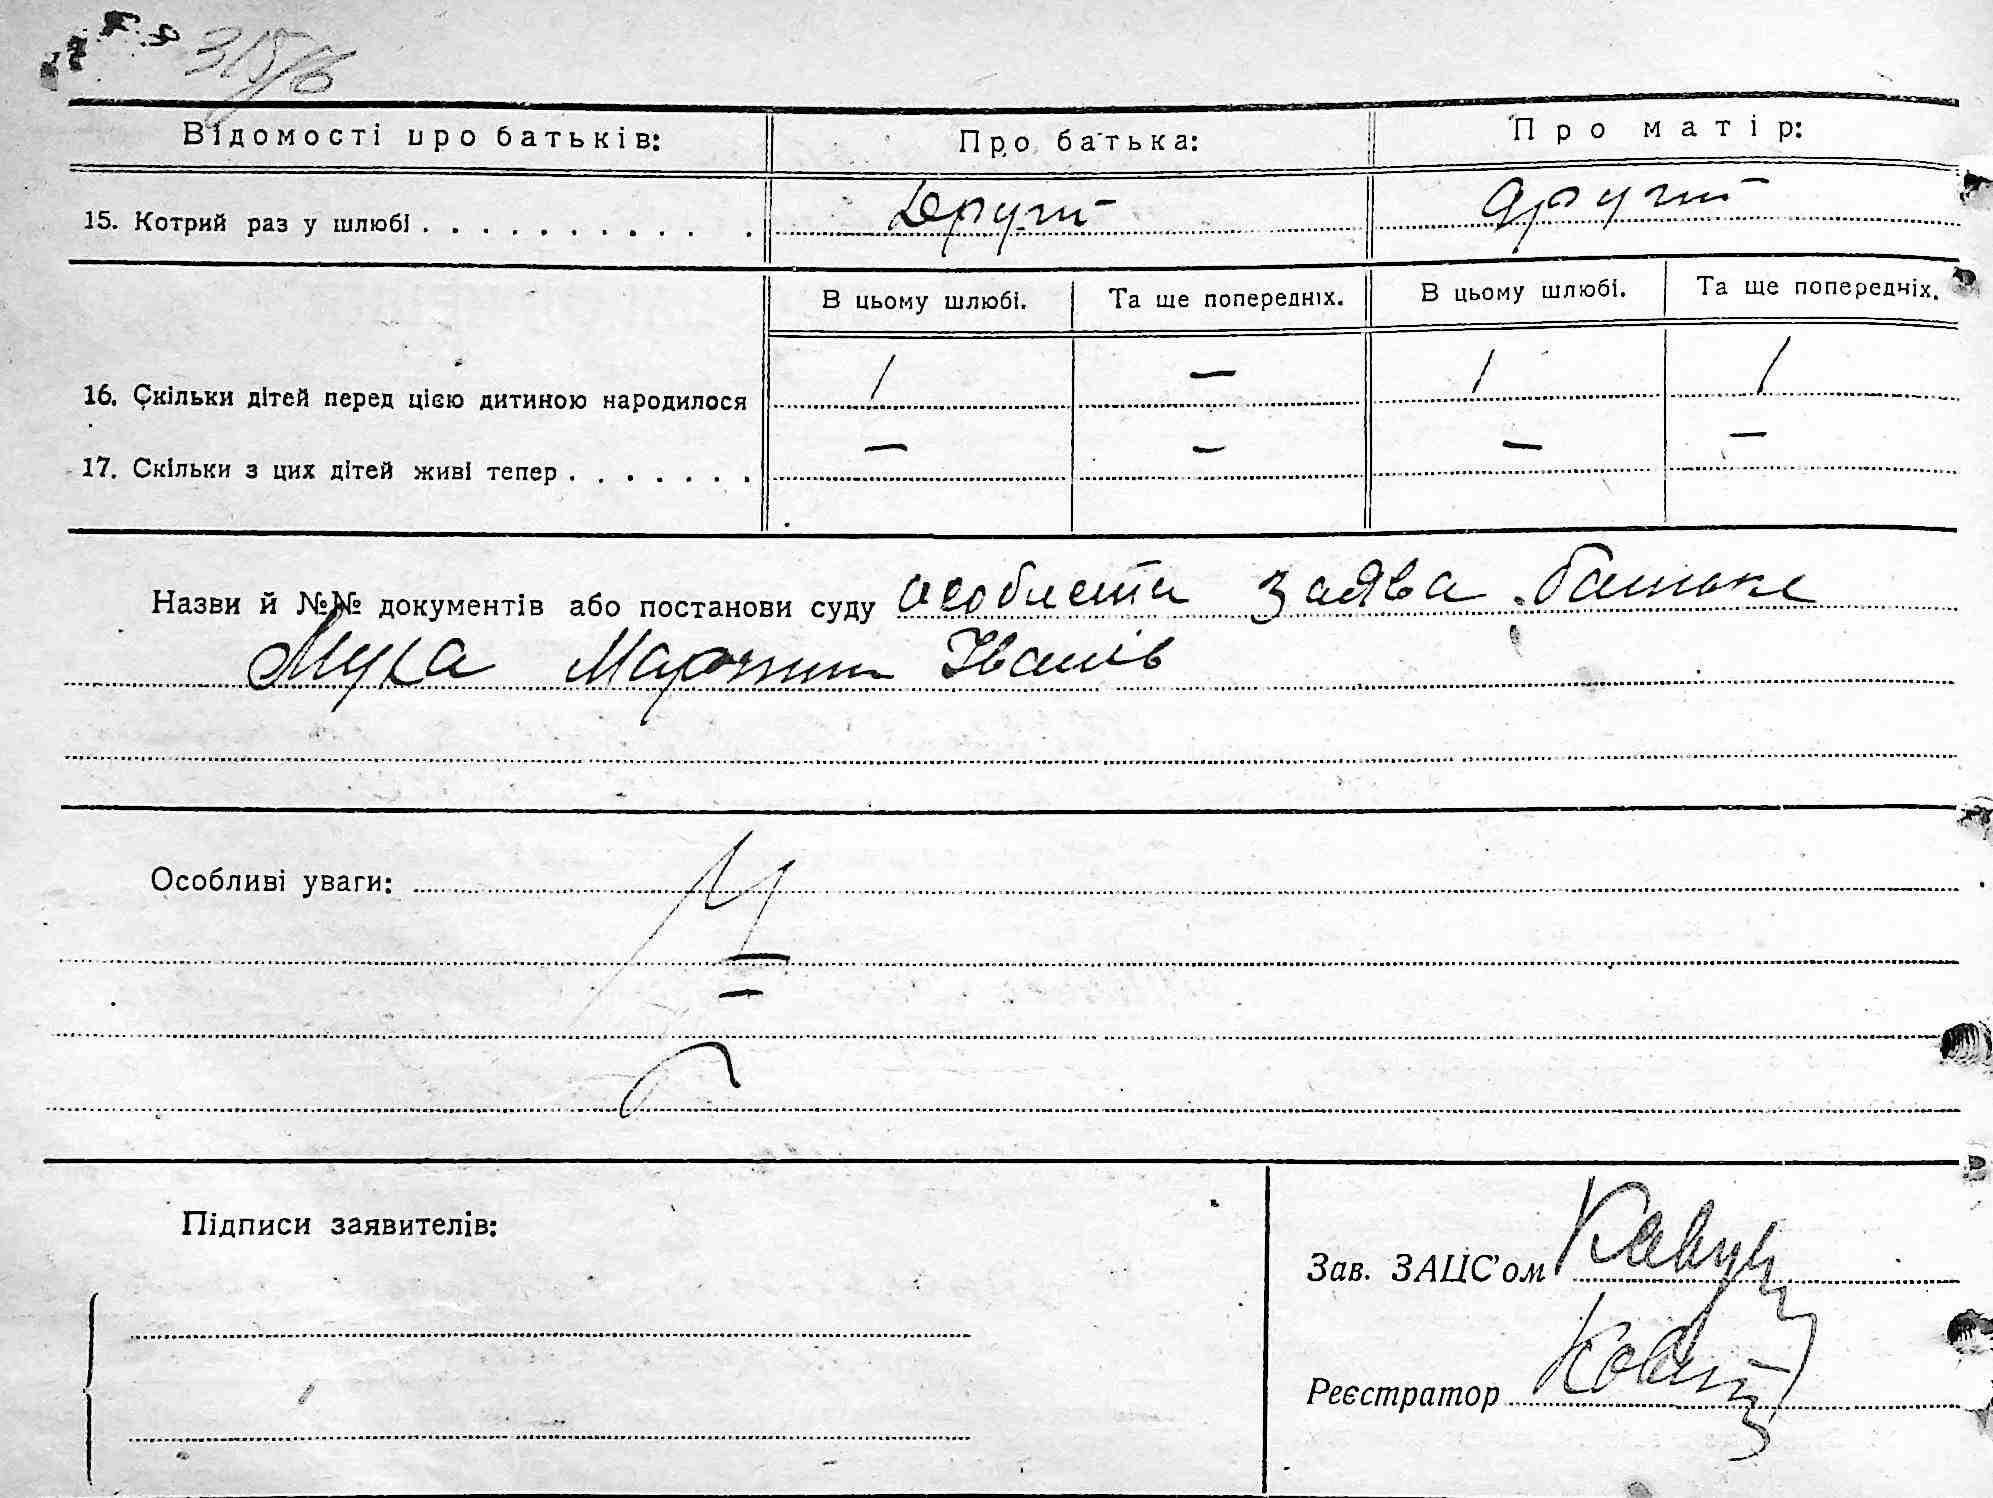 315/6
Відомості про батьків: Про батька: Про матір:
15. Котрий раз у шлюбі . . . . . . . . . . . . Другий другий
В цьому шлюбі. Та ще попередніх. В цьому шлюбі. Та ще попередніх.
16. Скільки дітей перед цією дитиною народилося 1 — 1 1
17. Скільки з цих дітей живі тепер . . . . . . . — — — —
Назви й №№ документів або постанови суду особиста заява батька
Муха Мартин Іванів
Особливі уваги:
Підписи заявителів:
Зав. ЗАЦС'ом Кавун
Реєстратор